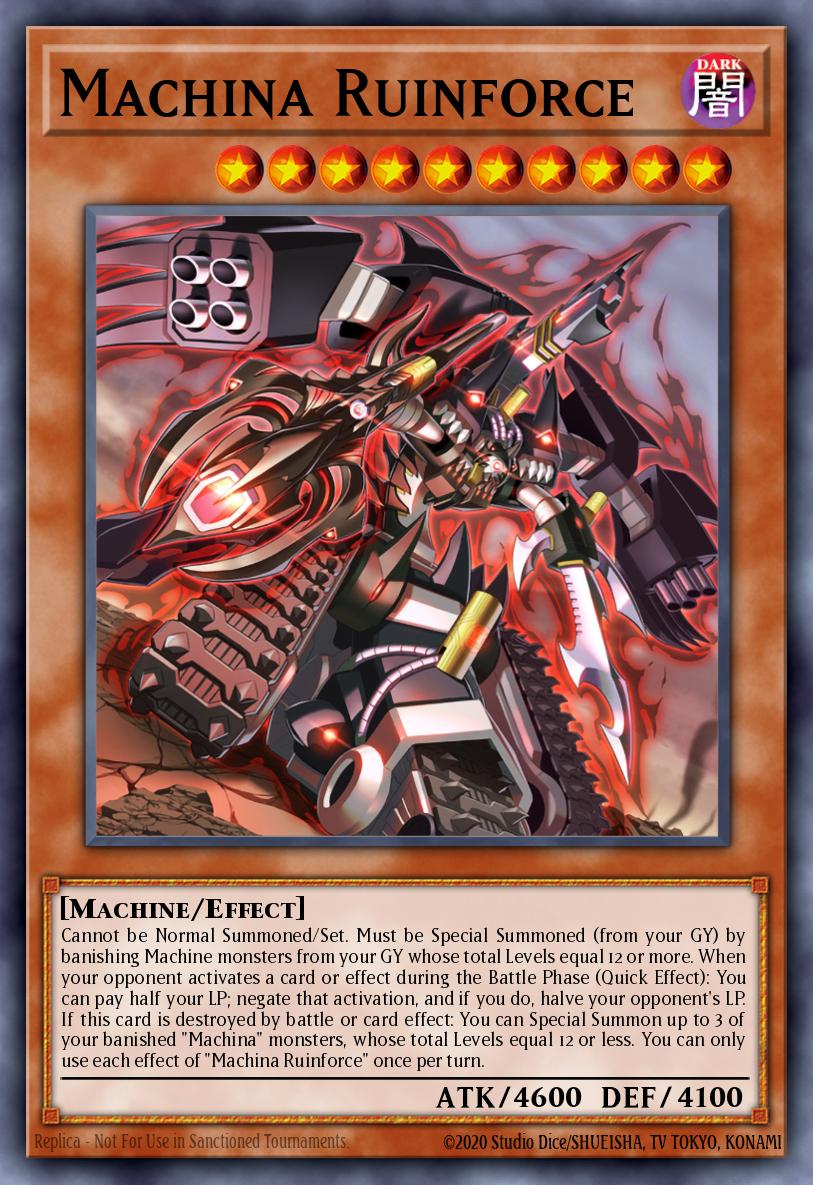 Machina Ruinforce
DARK
闇
[Machine/Effect]
Cannot be Normal Summoned/Set. Must be Special Summoned (from your GY) by
banishing Machine monsters from your GY whose total Levels equal 12 or more. When
your opponent activates a card or effect during the Battle Phase (Quick Effect): You
can pay half your LP; negate that activation, and if you do, halve your opponent's LP.
If this card is destroyed by battle or card effect: You can Special Summon up to 3 of
your banished "Machina" monsters, whose total Levels equal 12 or less. You can only
use each effect of "Machina Ruinforce" once per turn.
ATK/4600 DEF/4100
Replica - Not For Use in Sanctioned Tournaments.
©2020 Studio Dice/SHUEISHA, TV TOKYO, KONAMI